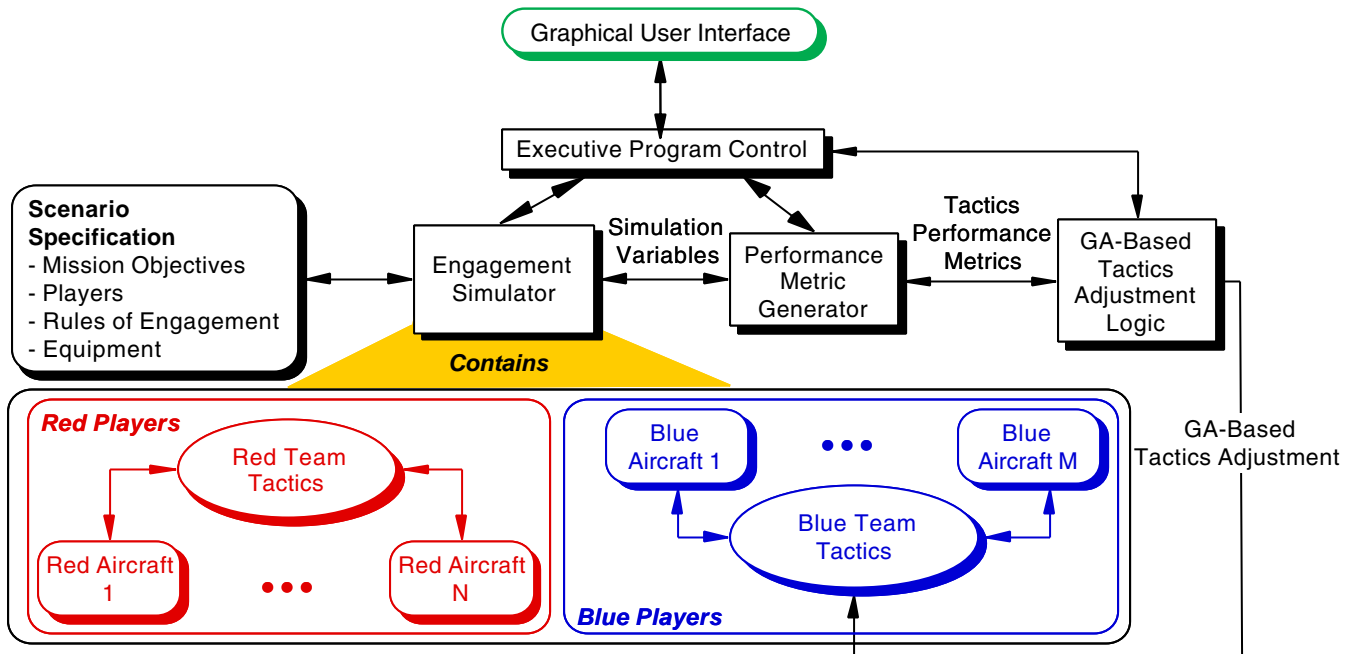 Graphical User Interface
Executive Program Control
Scenario
Specification
- Mission Objectives
- Players
- Rules of Engagement
- Equipment
Engagement
Simulator
Simulation
Variables
Performance
Metric
Generator
Tactics
Performance
Metrics
GA-Based
Tactics
Adjustment
Logic
Contains
Red Players
Red Team
Tactics
Red Aircraft
1
Red Aircraft
N
Blue
Aircraft 1
Blue
Aircraft M
Blue Team
Tactics
Blue Players
GA-Based
Tactics Adjustment